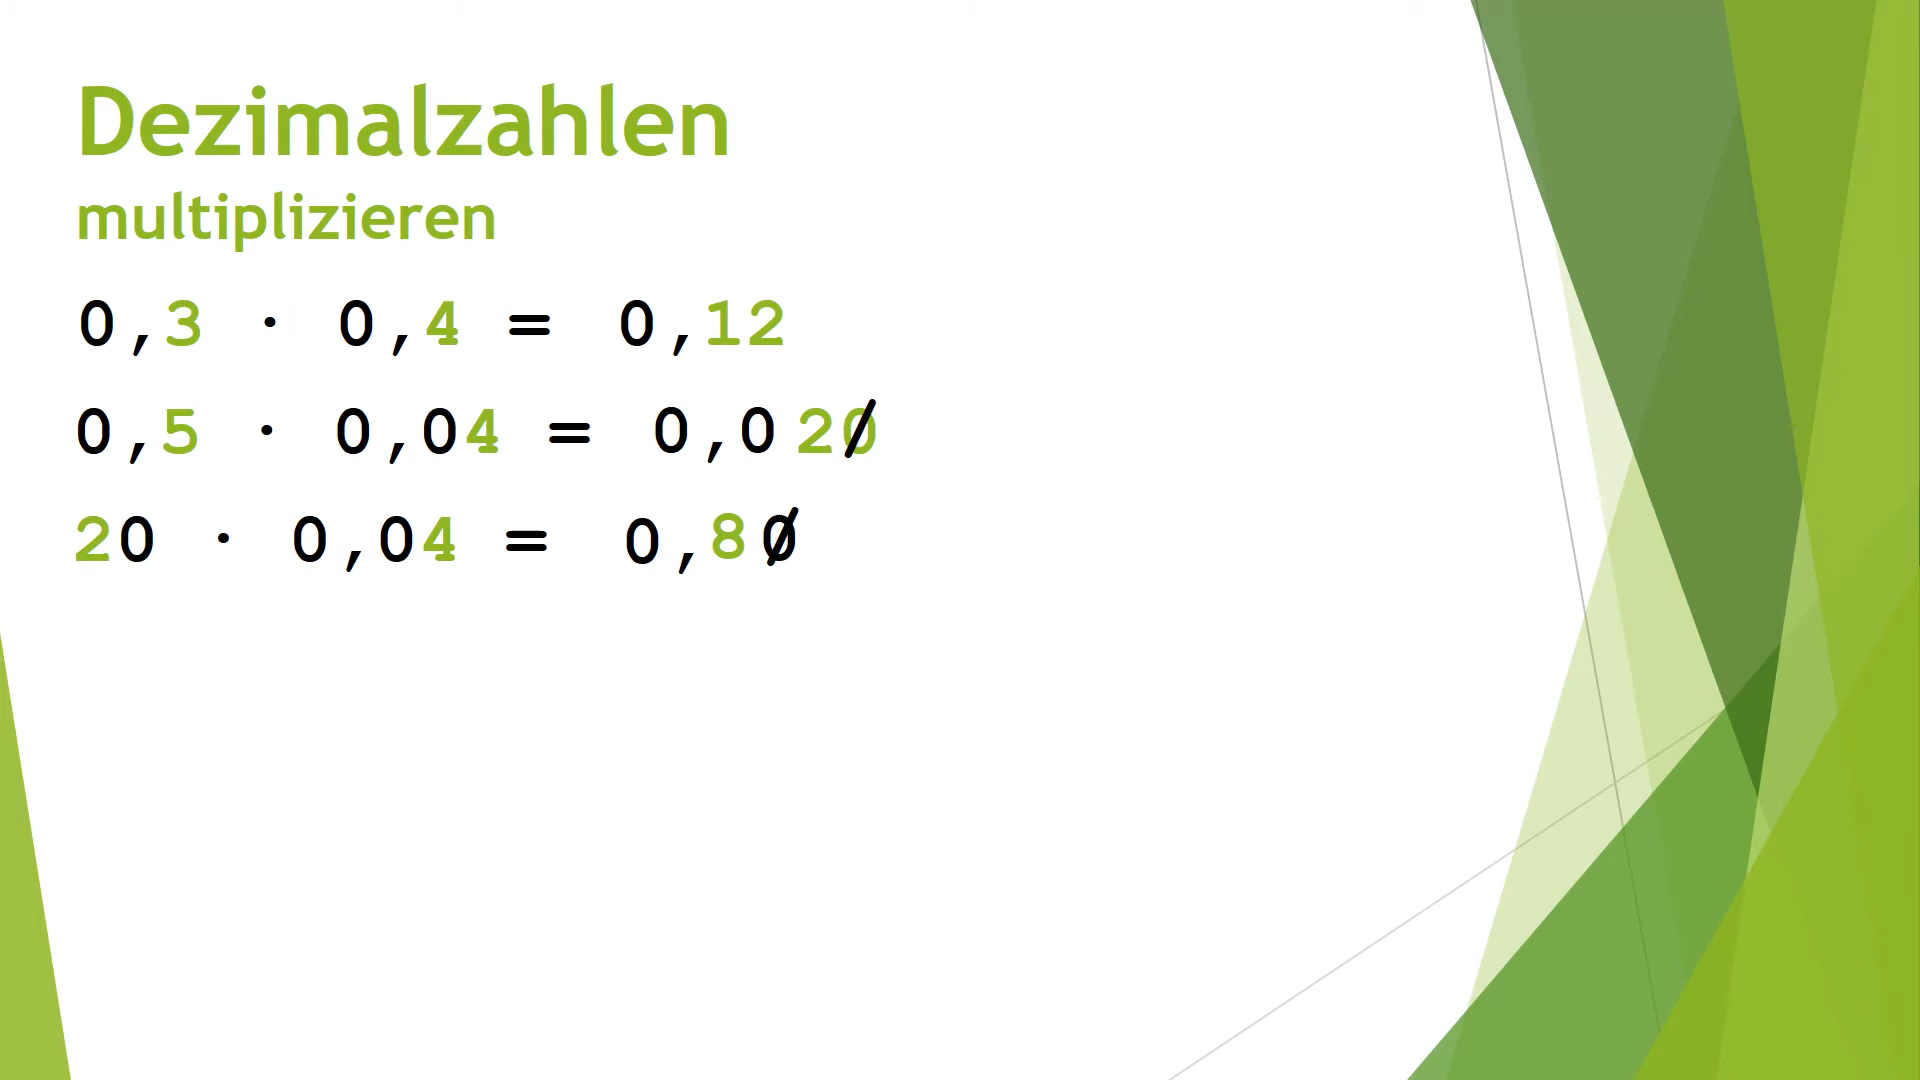 Dezimalzahlen
multiplizieren
0,3 · 0,4 = 0,12
0,5 · 0,04 = 0,020
20 · 0,04 = 0,80